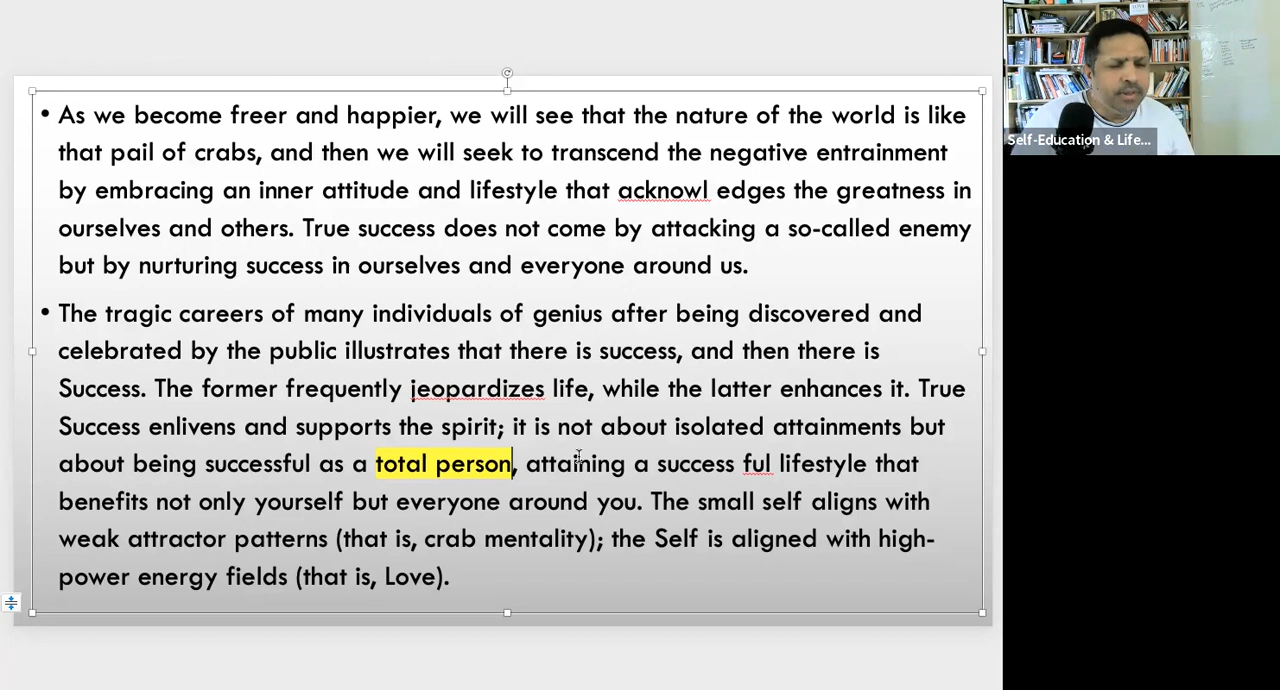 • As we become freer and happier, we will see that the nature of the world is like
that pail of crabs, and then we will seek to transcend the negative entrainment
by embracing an inner attitude and lifestyle that acknowl edges the greatness in
ourselves and others. True success does not come by attacking a so-called enemy
but by nurturing success in ourselves and everyone around us.
• The tragic careers of many individuals of genius after being discovered and
celebrated by the public illustrates that there is success, and then there is
Success. The former frequently jeopardizes life, while the latter enhances it. True
Success enlivens and supports the spirit; it is not about isolated attainments but
about being successful as a total person, attaining a success ful lifestyle that
benefits not only yourself but everyone around you. The small self aligns with
weak attractor patterns (that is, crab mentality); the Self is aligned with high-
power energy fields (that is, Love).
Self-Education & Life...